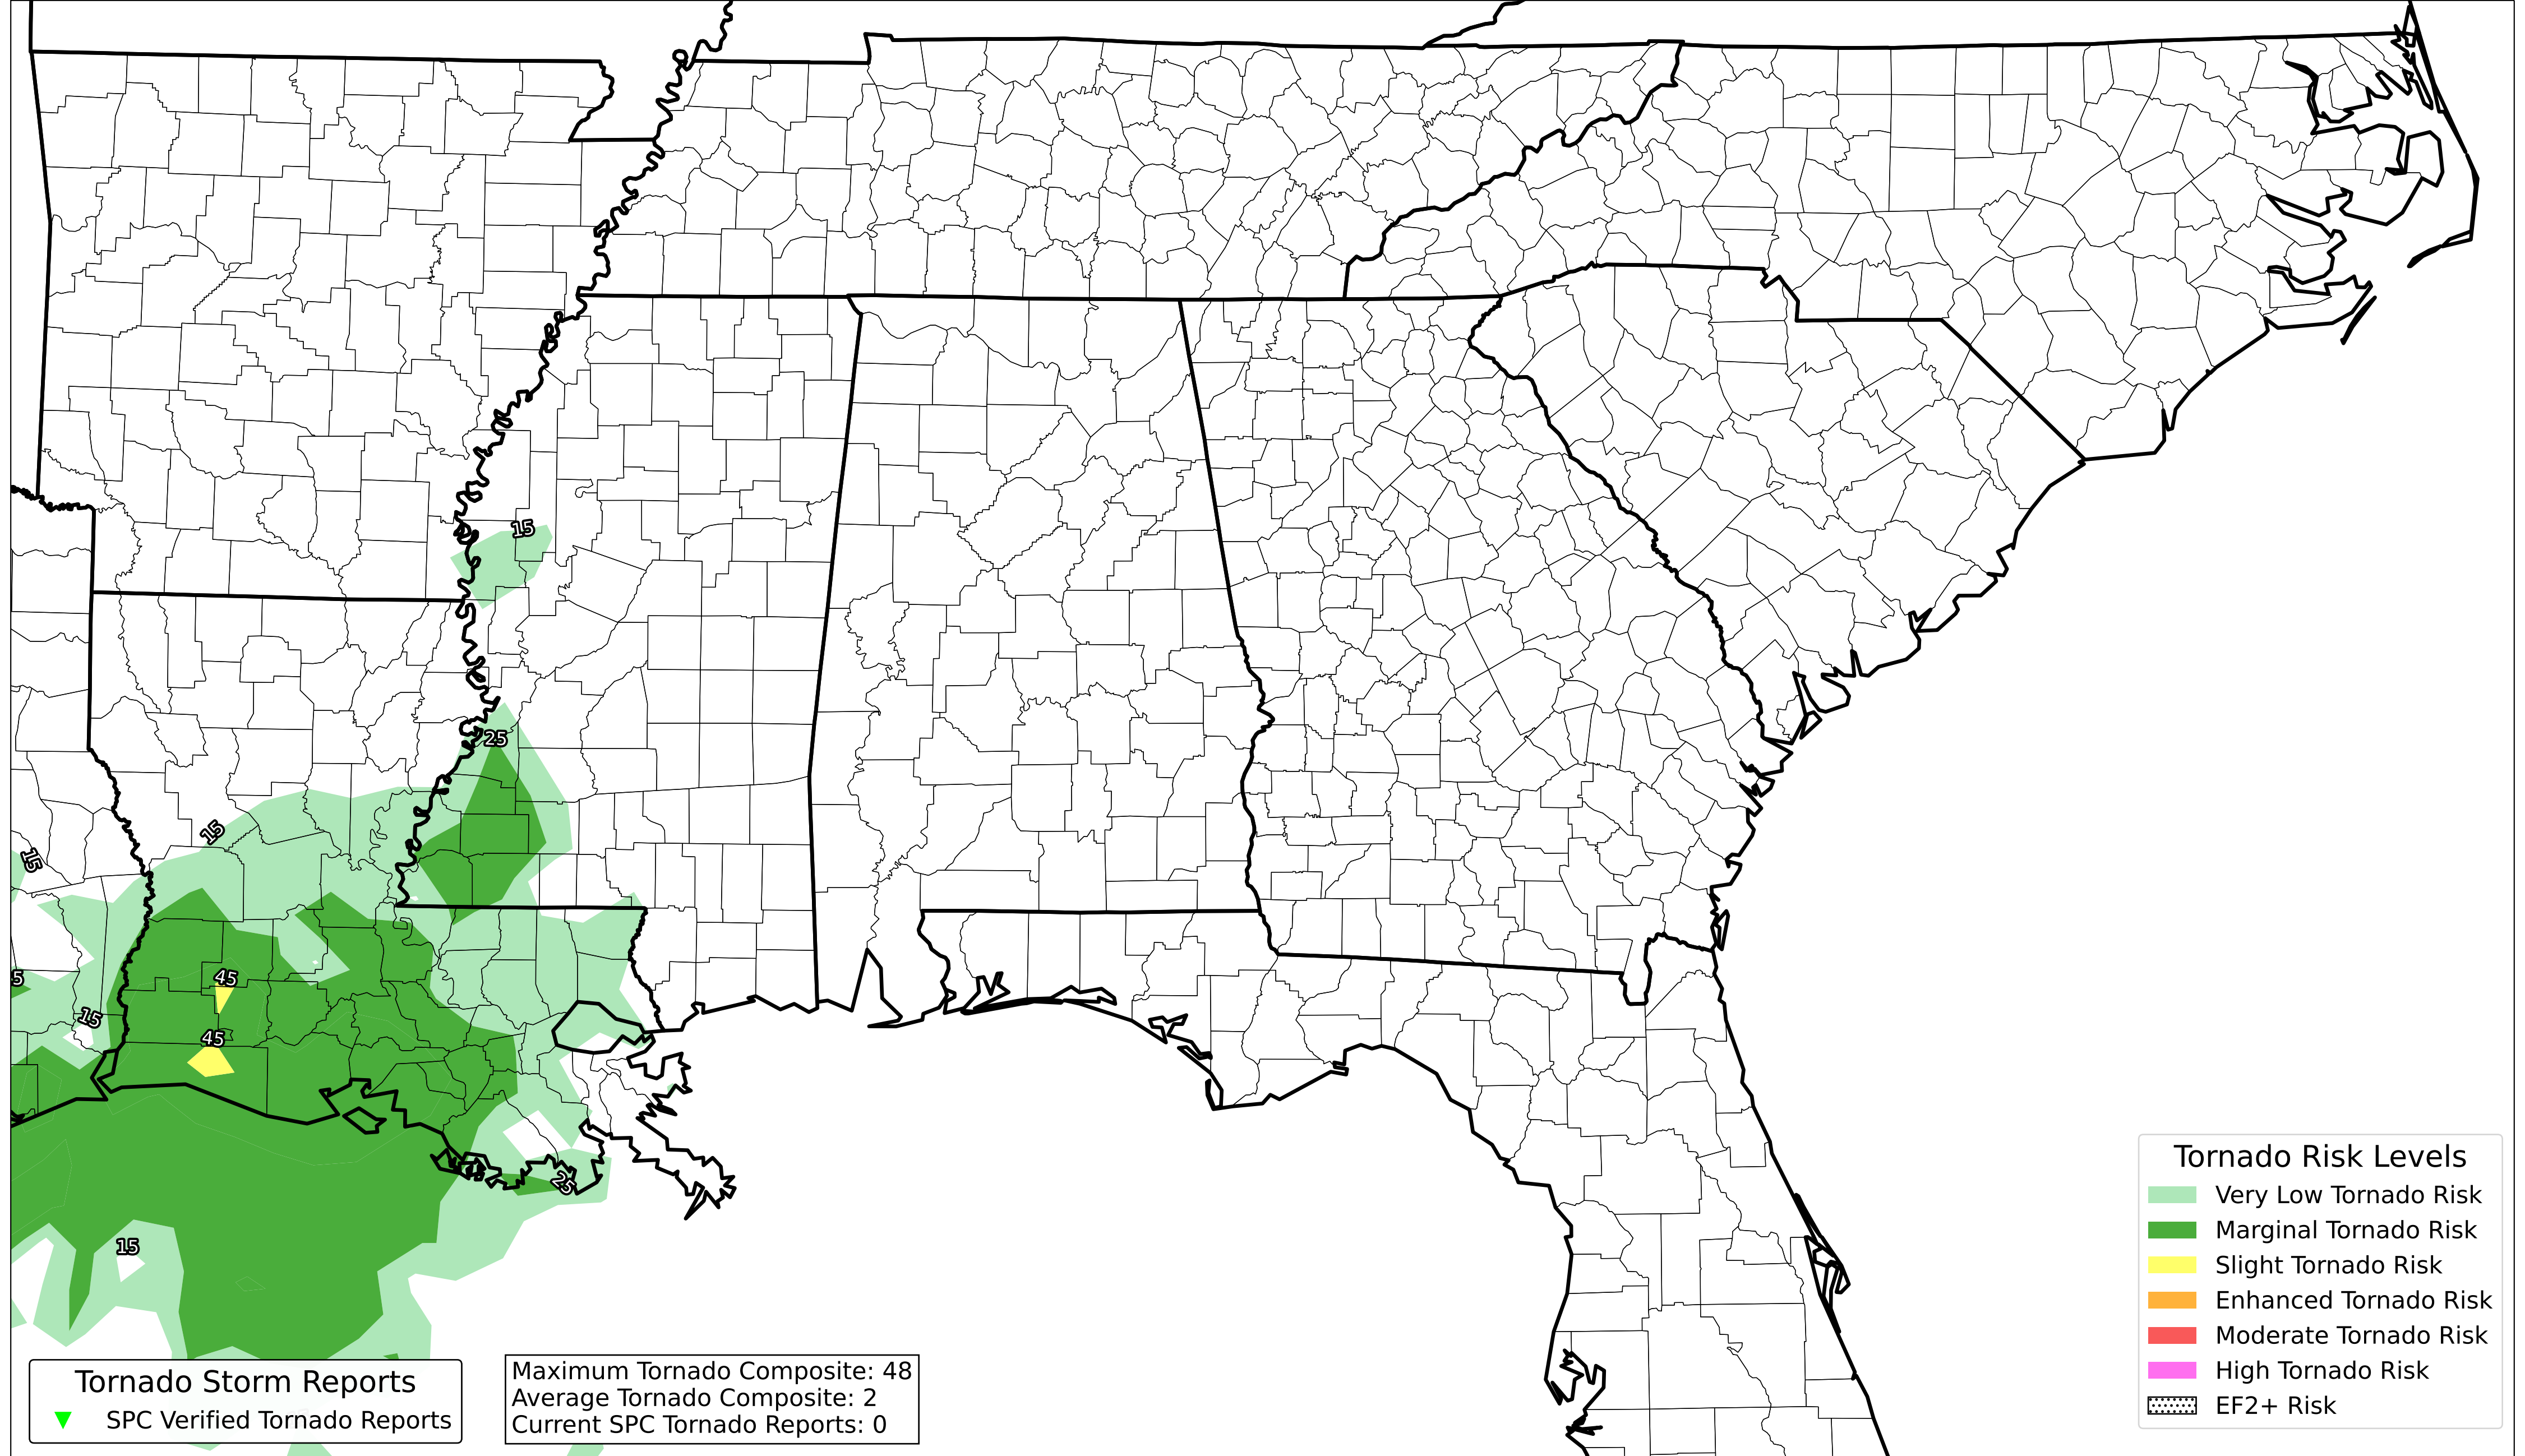 15
25
15
15
45
5
15
45
25
15
Tornado Risk Levels
Very Low Tornado Risk
Marginal Tornado Risk
Slight Tornado Risk
Enhanced Tornado Risk
Moderate Tornado Risk
High Tornado Risk
EF2+ Risk
Tornado Storm Reports
SPC Verified Tornado Reports
Maximum Tornado Composite: 48
Average Tornado Composite: 2
Current SPC Tornado Reports: 0